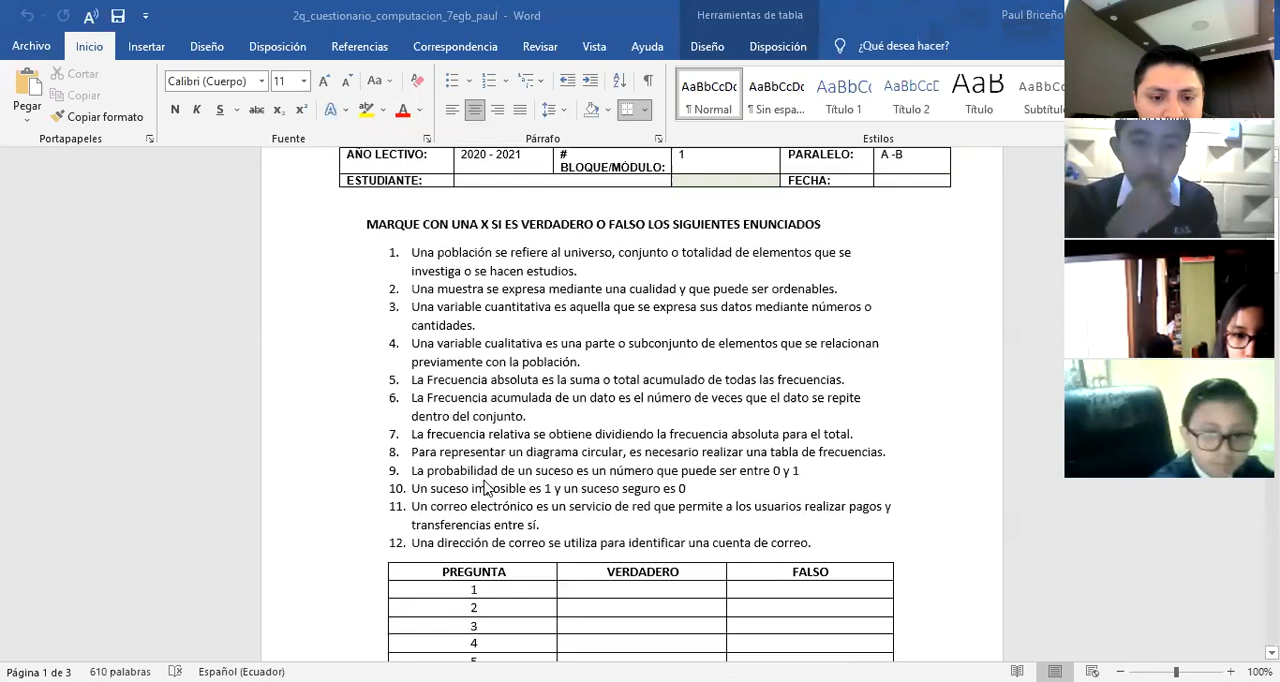 2q_cuestionario_computacion_7egb_paul - Word
Herramientas de tabla
Paul Briceño
Archivo Inicio Insertar Diseño Disposición Referencias Correspondencia Revisar Vista Ayuda Diseño Disposición ¿Qué desea hacer?
Pegar
Cortar
Copiar
Copiar formato
Portapapeles
Calibri (Cuerpo) 11
N K S abc x₂ x²
Fuente
Párrafo
AaBbCcDc AaBbCcDc AaBbC AaBbCcD AaB AaBbC
¶ Normal ¶ Sin espa... Título 1 Título 2 Título Subtítu
Estilos
AÑO LECTIVO: 2020 - 2021 # BLOQUE/MÓDULO: 1 PARALELO: A -B
ESTUDIANTE: FECHA:
MARQUE CON UNA X SI ES VERDADERO O FALSO LOS SIGUIENTES ENUNCIADOS
1. Una población se refiere al universo, conjunto o totalidad de elementos que se
investiga o se hacen estudios.
2. Una muestra se expresa mediante una cualidad y que puede ser ordenables.
3. Una variable cuantitativa es aquella que se expresa sus datos mediante números o
cantidades.
4. Una variable cualitativa es una parte o subconjunto de elementos que se relacionan
previamente con la población.
5. La Frecuencia absoluta es la suma o total acumulado de todas las frecuencias.
6. La Frecuencia acumulada de un dato es el número de veces que el dato se repite
dentro del conjunto.
7. La frecuencia relativa se obtiene dividiendo la frecuencia absoluta para el total.
8. Para representar un diagrama circular, es necesario realizar una tabla de frecuencias.
9. La probabilidad de un suceso es un número que puede ser entre 0 y 1
10. Un suceso imposible es 1 y un suceso seguro es 0
11. Un correo electrónico es un servicio de red que permite a los usuarios realizar pagos y
transferencias entre sí.
12. Una dirección de correo se utiliza para identificar una cuenta de correo.
PREGUNTA VERDADERO FALSO
1
2
3
4
5
Página 1 de 3 610 palabras Español (Ecuador) 100%